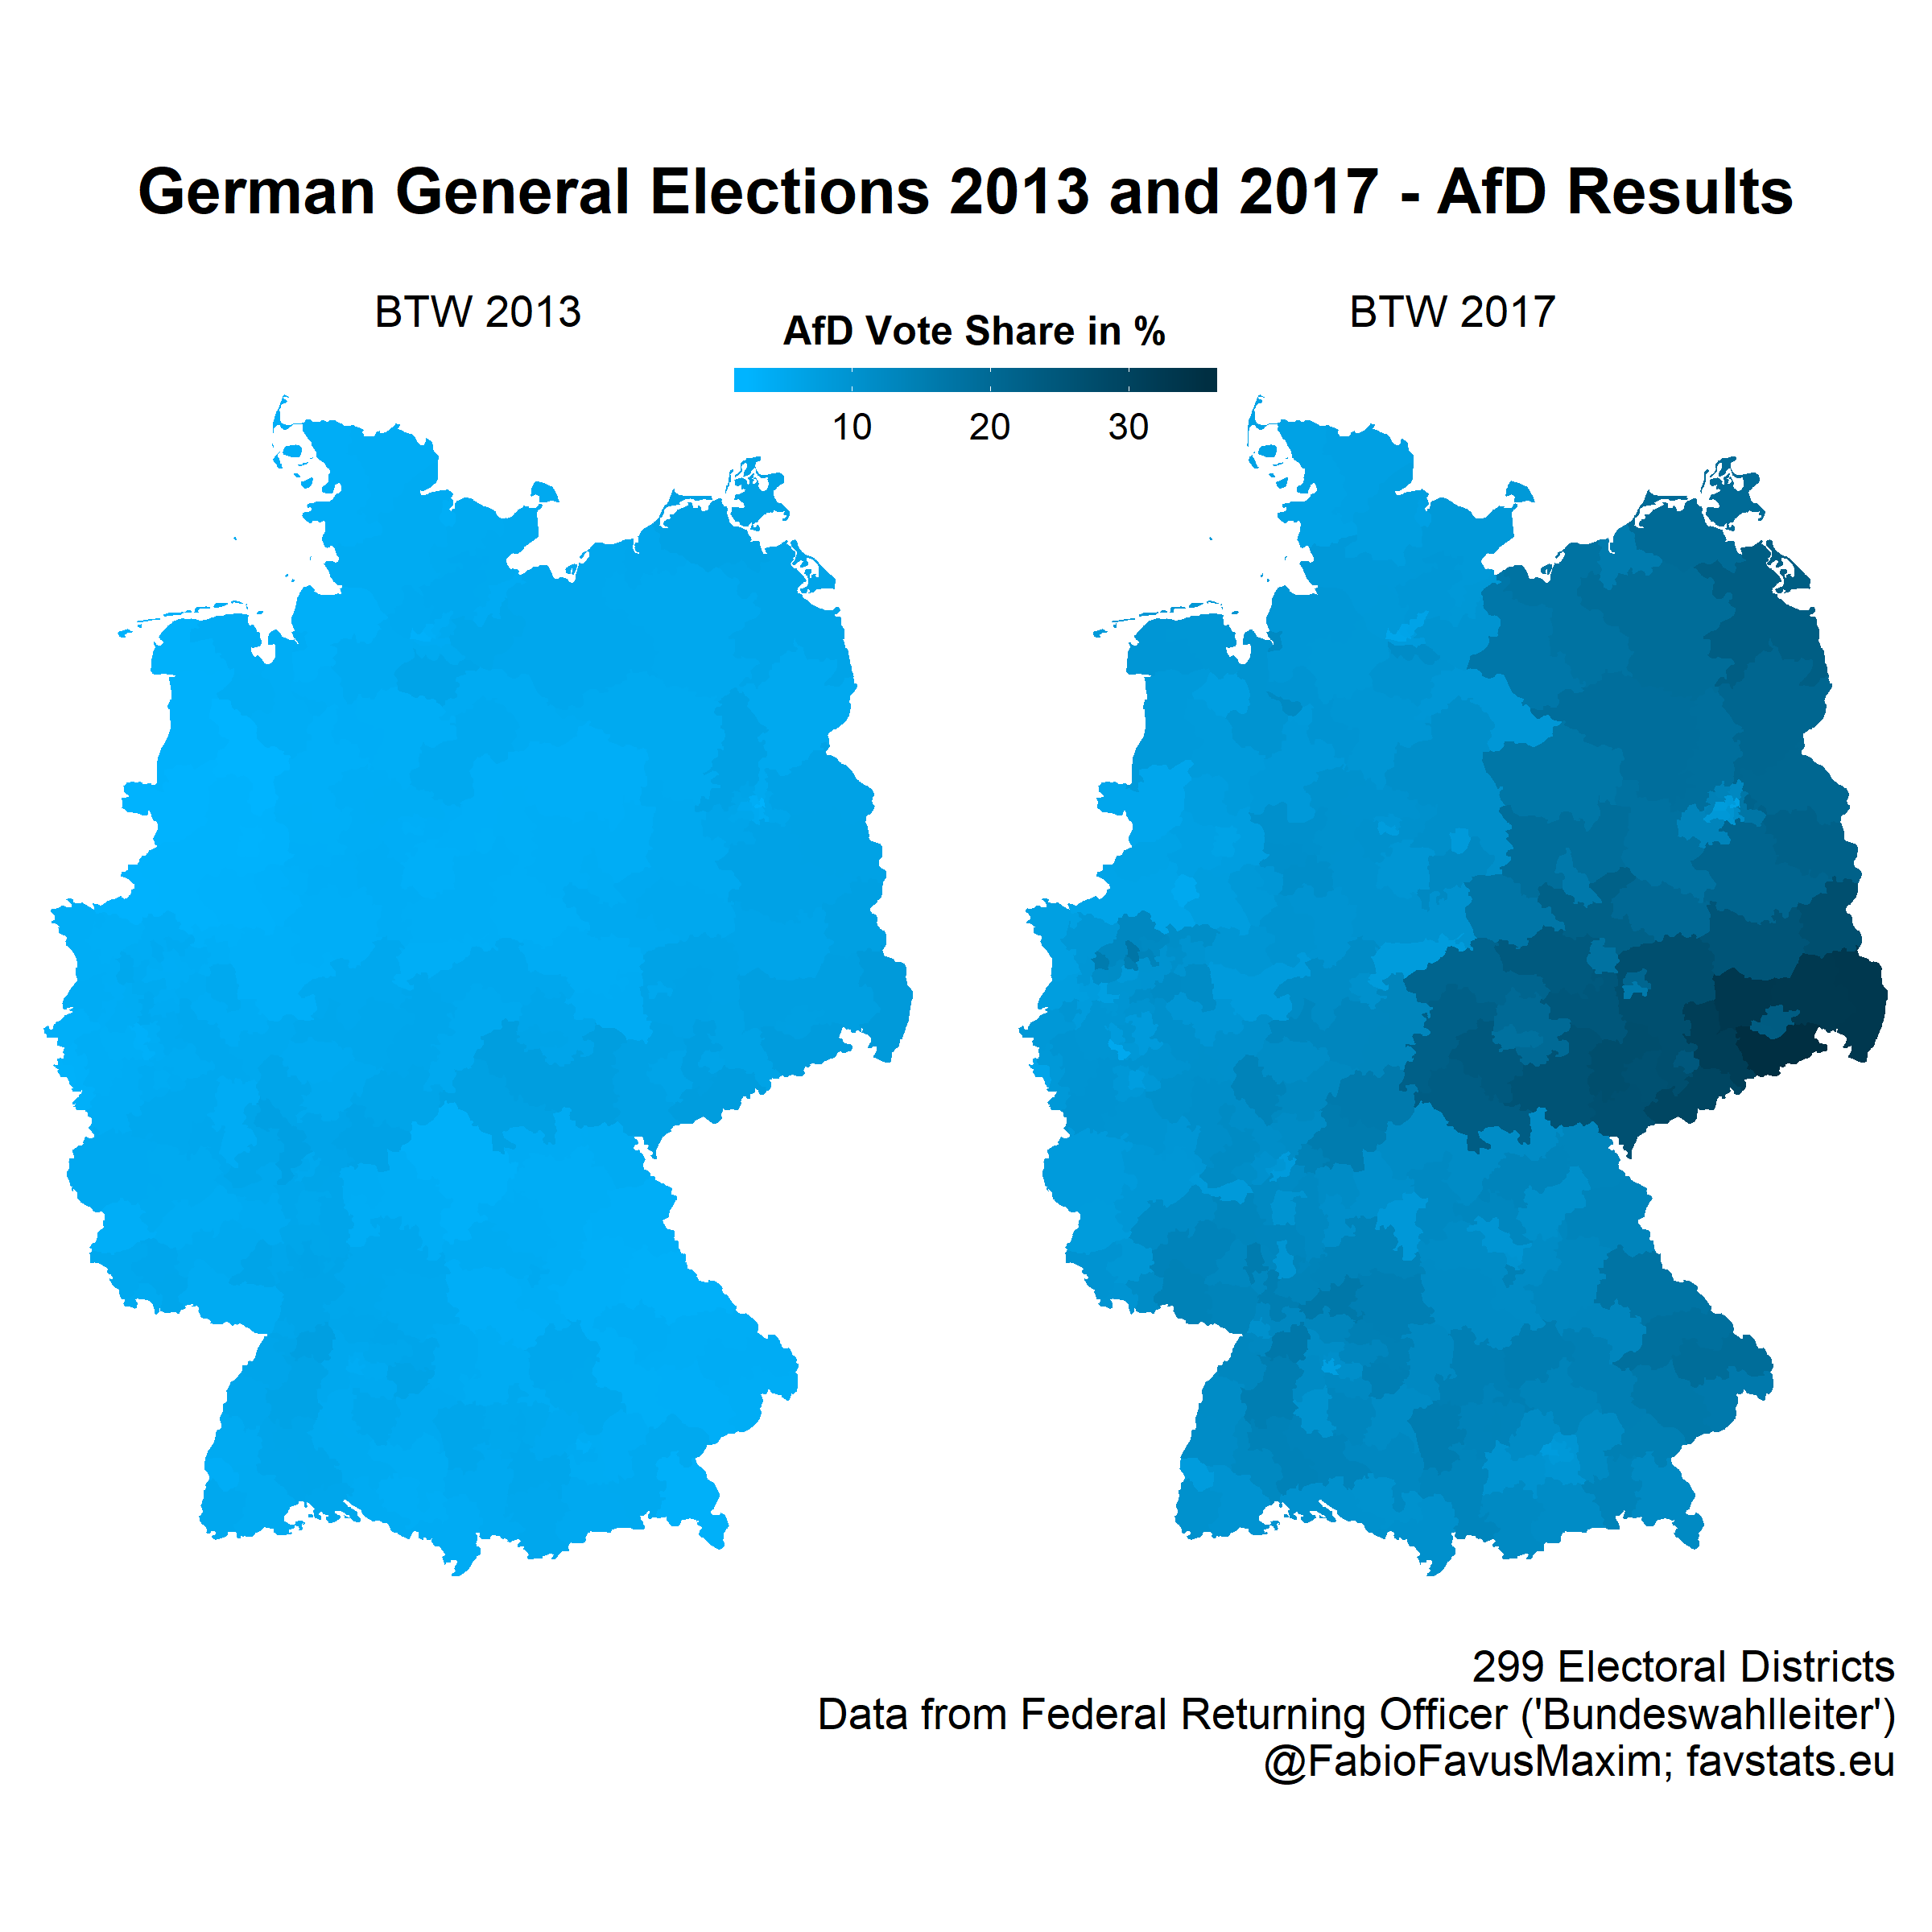 German General Elections 2013 and 2017 - AfD Results
BTW 2013
AfD Vote Share in %
10 20 30
BTW 2017
299 Electoral Districts
Data from Federal Returning Officer ('Bundeswahlleiter')
@FabioFavusMaxim; favstats.eu